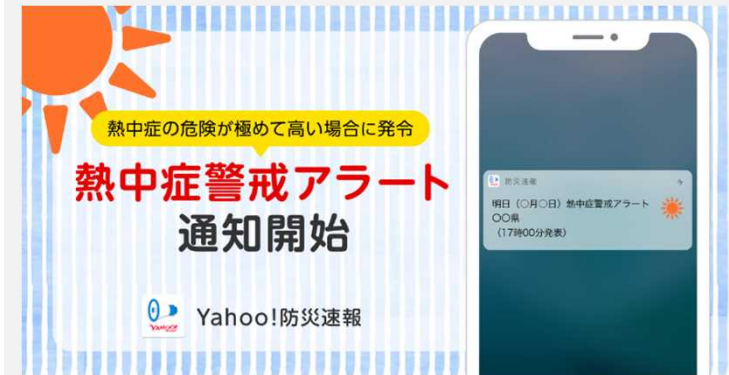 熱中症の危険が極めて高い場合に発令
熱中症警戒アラート
通知開始
YAHOO!
Yahoo!防災速報
防災速報
明日（○月○日）熱中症警戒アラート
○○県
（17時00分発表）